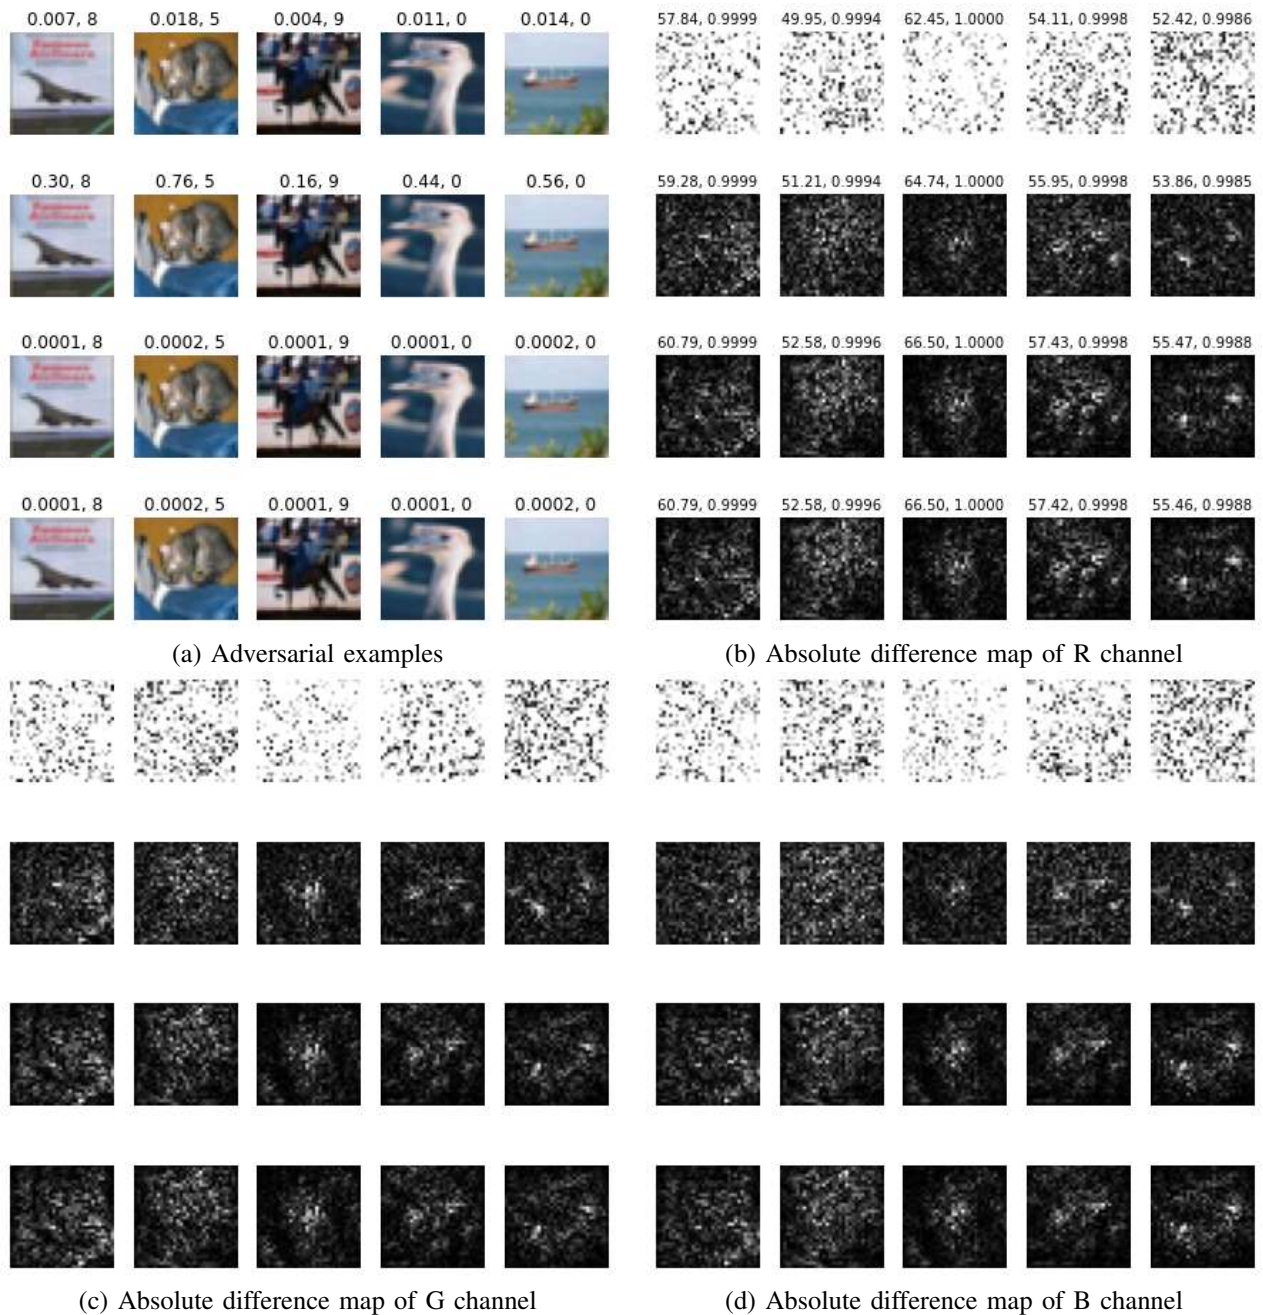 0.007, 8 0.018, 5 0.004, 9 0.011, 0 0.014, 0
57.84, 0.9999 49.95, 0.9994 62.45, 1.0000 54.11, 0.9998 52.42, 0.9986
Famous
Airliners
0.30, 8 0.76, 5 0.16, 9 0.44, 0 0.56, 0
59.28, 0.9999 51.21, 0.9994 64.74, 1.0000 55.95, 0.9998 53.86, 0.9985
Famous
Airliners
0.0001, 8 0.0002, 5 0.0001, 9 0.0001, 0 0.0002, 0
60.79, 0.9999 52.58, 0.9996 66.50, 1.0000 57.43, 0.9998 55.47, 0.9988
Famous
Airliners
0.0001, 8 0.0002, 5 0.0001, 9 0.0001, 0 0.0002, 0
60.79, 0.9999 52.58, 0.9996 66.50, 1.0000 57.42, 0.9998 55.46, 0.9988
Famous
Airliners
(a) Adversarial examples
(b) Absolute difference map of R channel
(c) Absolute difference map of G channel
(d) Absolute difference map of B channel